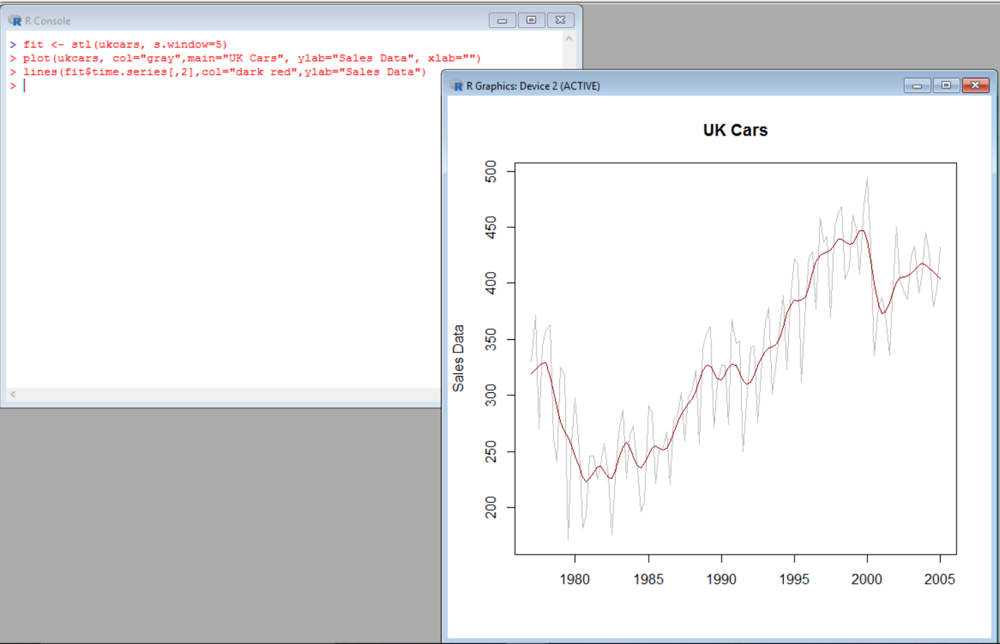 R Console
> fit <- stl(ukcars, s.window=5)
> plot(ukcars, col="gray",main="UK Cars", ylab="Sales Data", xlab="")
> lines(fit$time.series[,2],col="dark red",ylab="Sales Data")
>
R Graphics: Device 2 (ACTIVE)
UK Cars
Sales Data
500
450
400
350
300
250
200
1980 1985 1990 1995 2000 2005